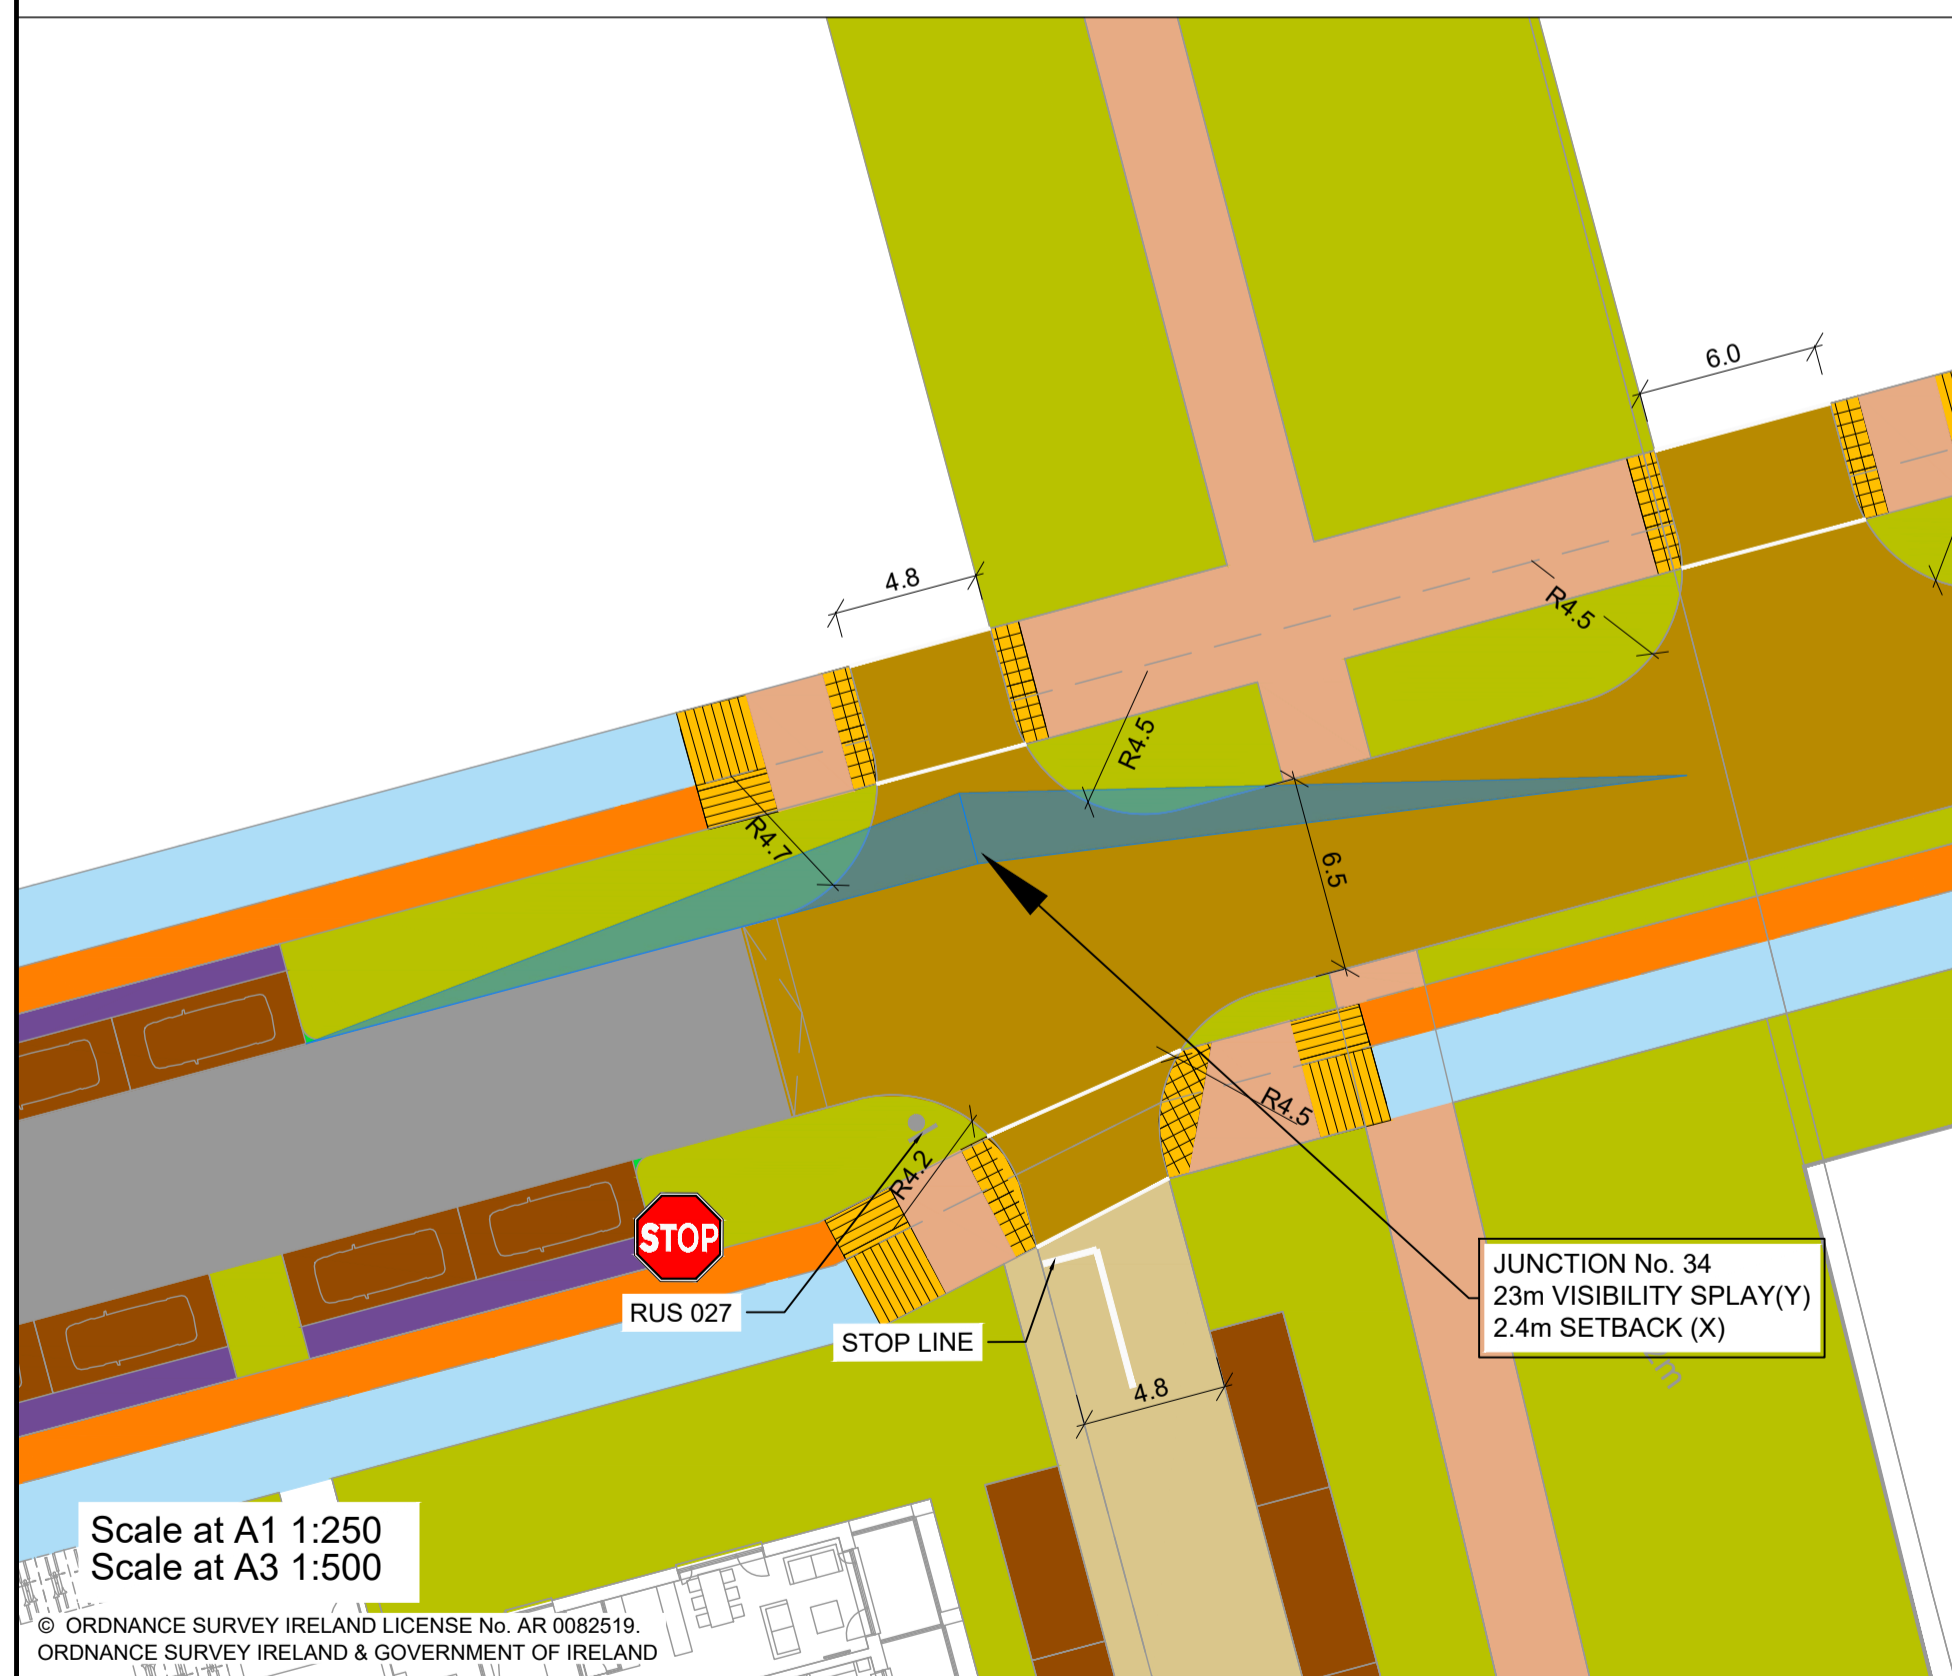 6.0
4.8
R4.5
R4.5
R4.7
6.5
R4.5
R4.2
STOP
JUNCTION No. 34
23m VISIBILITY SPLAY(Y)
2.4m SETBACK (X)
RUS 027
STOP LINE
4.8
Scale at A1 1:250
Scale at A3 1:500
© ORDNANCE SURVEY IRELAND LICENSE No. AR 0082519.
ORDNANCE SURVEY IRELAND & GOVERNMENT OF IRELAND